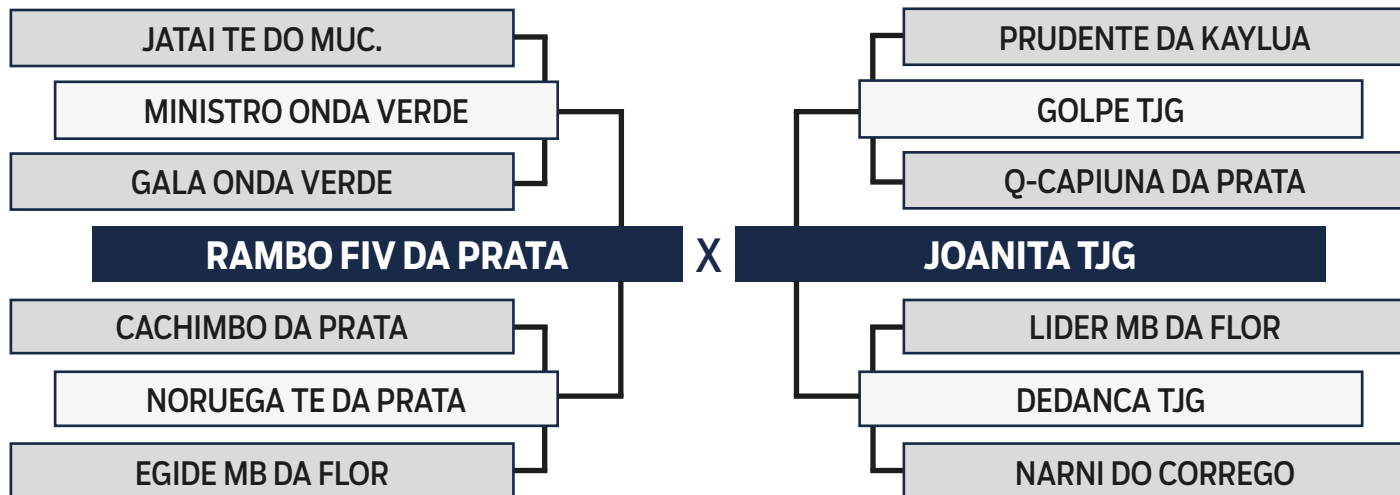 JATAI TE DO MUC.
MINISTRO ONDA VERDE
GALA ONDA VERDE
RAMBO FIV DA PRATA
CACHIMBO DA PRATA
NORUEGA TE DA PRATA
EGIDE MB DA FLOR
X
PRUDENTE DA KAYLUA
GOLPE TJG
Q-CAPIUNA DA PRATA
JOANITA TJG
LIDER MB DA FLOR
DEDANCA TJG
NARNI DO CORREGO